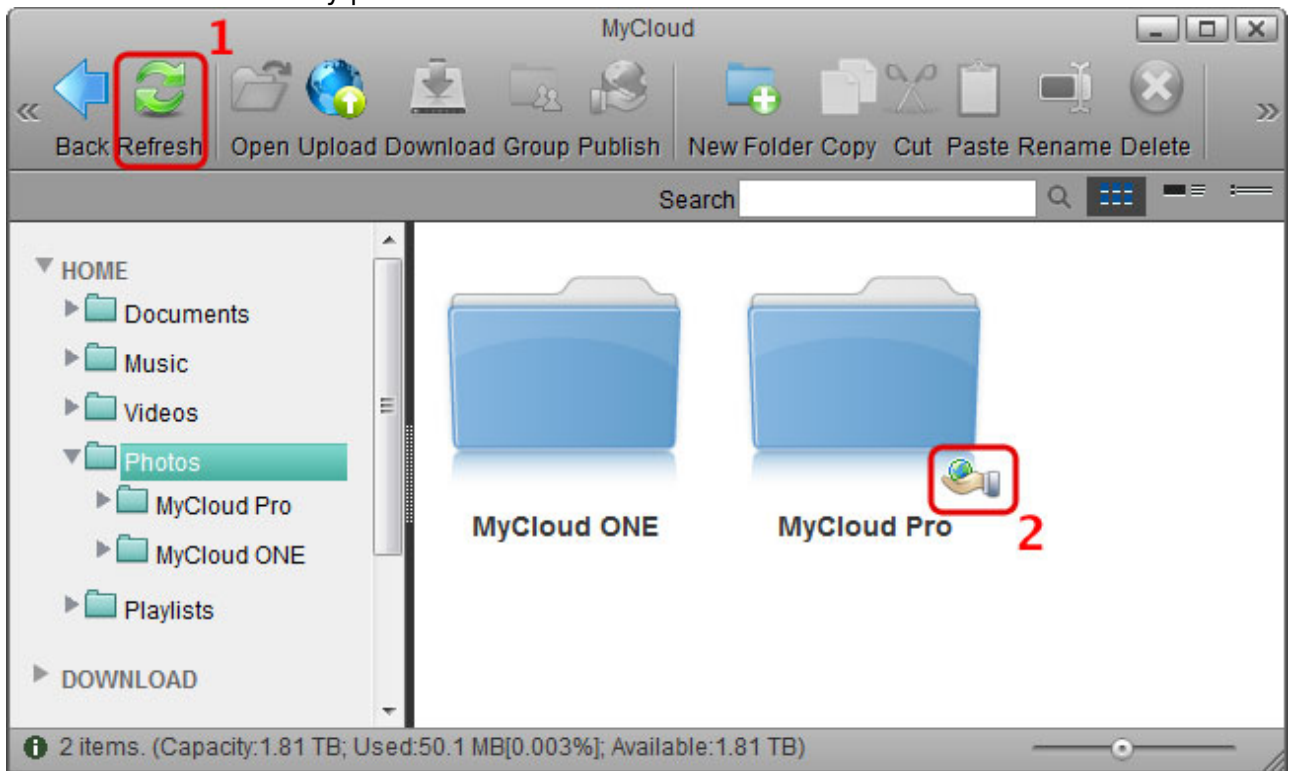 MyCloud
1
Back Refresh Open Upload Download Group Publish New Folder Copy Cut Paste Rename Delete
Search
HOME
Documents
Music
Videos
Photos
MyCloud Pro
MyCloud ONE
Playlists
DOWNLOAD
MyCloud ONE
MyCloud Pro
2
2 items. (Capacity:1.81 TB; Used:50.1 MB[0.003%]; Available:1.81 TB)